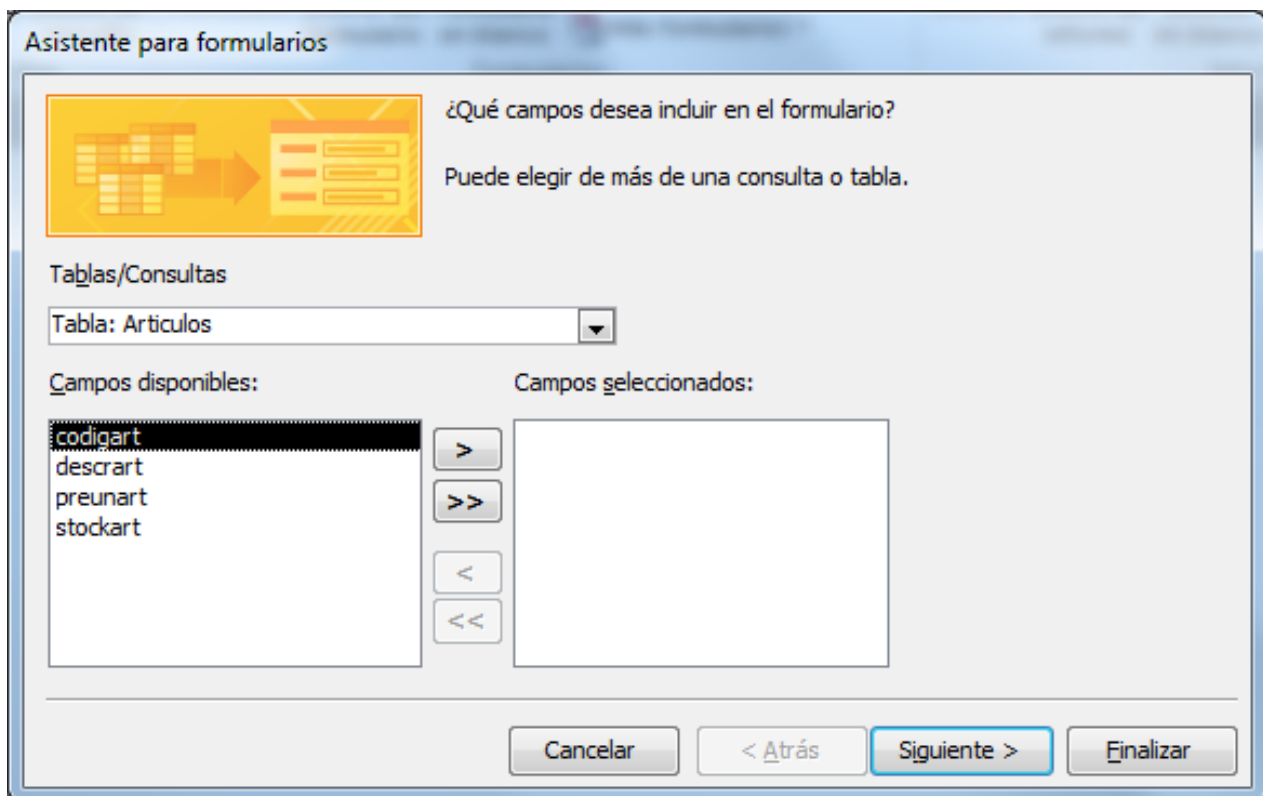 Asistente para formularios
¿Qué campos desea incluir en el formulario?
Puede elegir de más de una consulta o tabla.
Tablas/Consultas
Tabla: Articulos
Campos disponibles:
Campos seleccionados:
codigart
descrart
preunart
stockart
>
>>
<
<<
Cancelar
< Atrás
Siguiente >
Finalizar